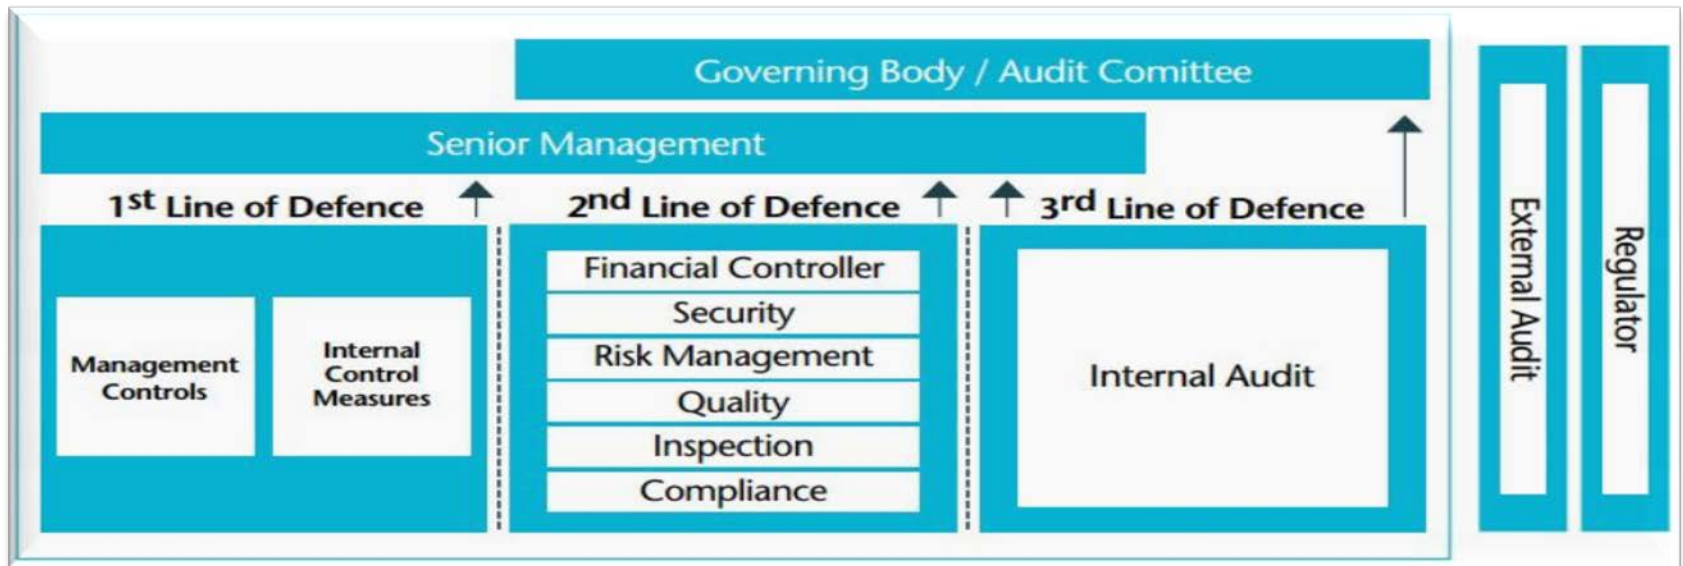 Governing Body / Audit Comittee
Senior Management
1st Line of Defence
2nd Line of Defence
3rd Line of Defence
Management
Controls
Internal
Control
Measures
Financial Controller
Security
Risk Management
Quality
Inspection
Compliance
Internal Audit
External Audit
Regulator